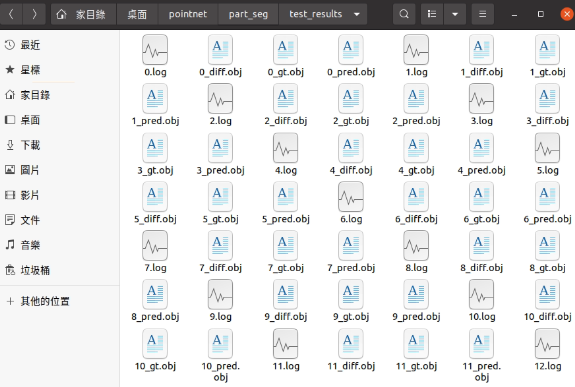 家目錄 桌面 pointnet part_seg test_results
最近
星標
家目錄
桌面
下載
圖片
影片
文件
音樂
垃圾桶
其他的位置
0.log 0_diff.obj 0_gt.obj 0_pred.obj 1.log 1_diff.obj 1_gt.obj
1_pred.obj 2.log 2_diff.obj 2_gt.obj 2_pred.obj 3.log 3_diff.obj
3_gt.obj 3_pred.obj 4.log 4_diff.obj 4_gt.obj 4_pred.obj 5.log
5_diff.obj 5_gt.obj 5_pred.obj 6.log 6_diff.obj 6_gt.obj 6_pred.obj
7.log 7_diff.obj 7_gt.obj 7_pred.obj 8.log 8_diff.obj 8_gt.obj
8_pred.obj 9.log 9_diff.obj 9_gt.obj 9_pred.obj 10.log 10_diff.obj
10_gt.obj 10_pred.obj 11.log 11_diff.obj 11_gt.obj 11_pred.obj 12.log